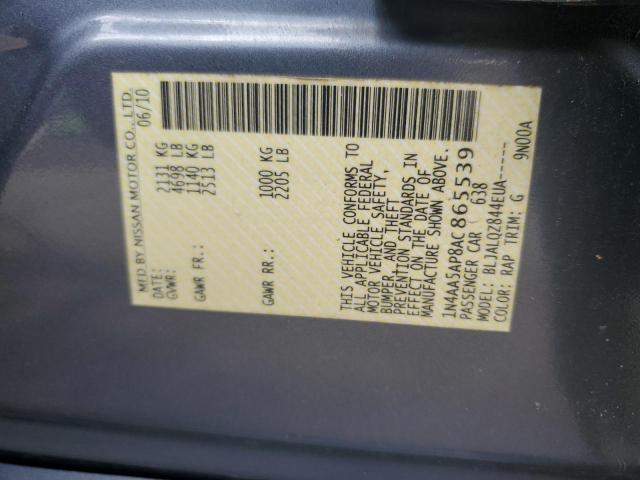 MFD BY NISSAN MOTOR CO., LTD.
DATE: 06/10
GVWR: 2131 KG
4698 LB
GAWR FR.: 1140 KG
2513 LB
GAWR RR.: 1000 KG
2205 LB
THIS VEHICLE CONFORMS TO
ALL APPLICABLE FEDERAL
MOTOR VEHICLE SAFETY,
BUMPER, AND THEFT
PREVENTION STANDARDS IN
EFFECT ON THE DATE OF
MANUFACTURE SHOWN ABOVE.
1N4AA5AP8AC865539
PASSENGER CAR 638
MODEL: BLJALQZ844EUA------
COLOR: RAP TRIM: G 9N00A